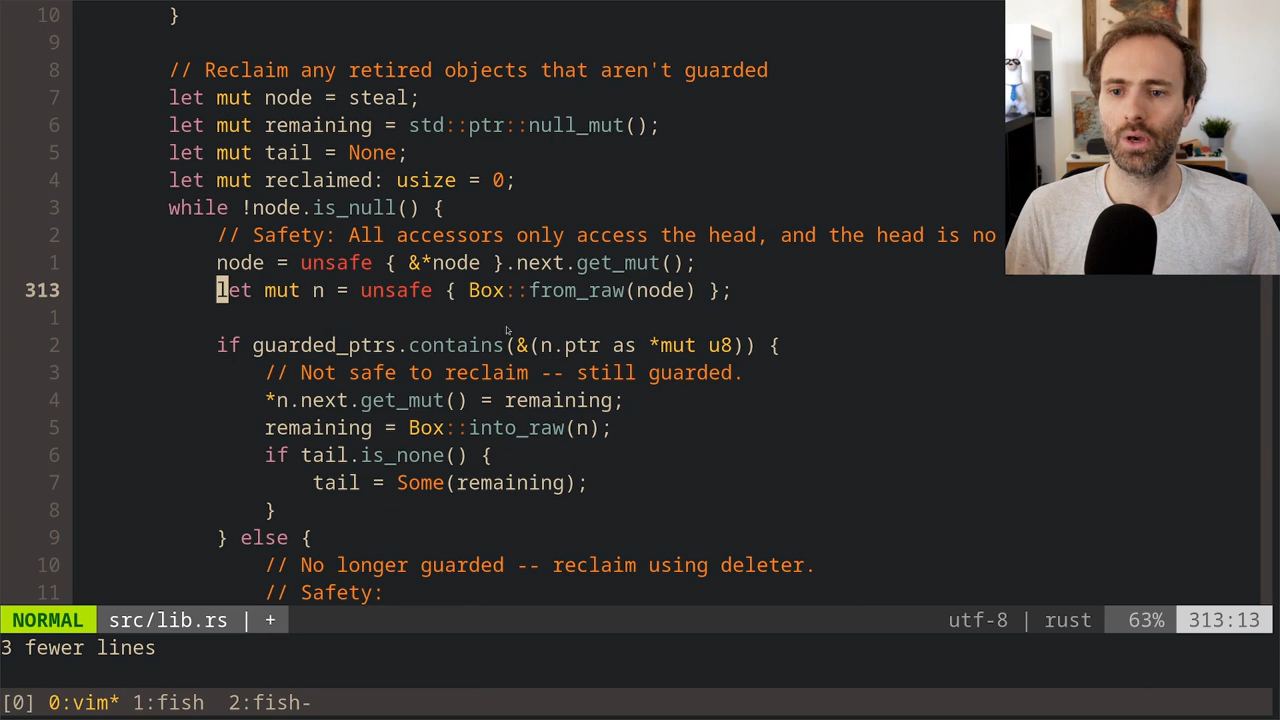 10 }
9
8 // Reclaim any retired objects that aren't guarded
7 let mut node = steal;
6 let mut remaining = std::ptr::null_mut();
5 let mut tail = None;
4 let mut reclaimed: usize = 0;
3 while !node.is_null() {
2 // Safety: All accessors only access the head, and the head is no
1 node = unsafe { &*node }.next.get_mut();
313 let mut n = unsafe { Box::from_raw(node) };
1
2 if guarded_ptrs.contains(&(n.ptr as *mut u8)) {
3 // Not safe to reclaim -- still guarded.
4 *n.next.get_mut() = remaining;
5 remaining = Box::into_raw(n);
6 if tail.is_none() {
7 tail = Some(remaining);
8 }
9 } else {
10 // No longer guarded -- reclaim using deleter.
11 // Safety:
NORMAL src/lib.rs | + utf-8 | rust 63% 313:13
3 fewer lines
[0] 0:vim* 1:fish 2:fish-